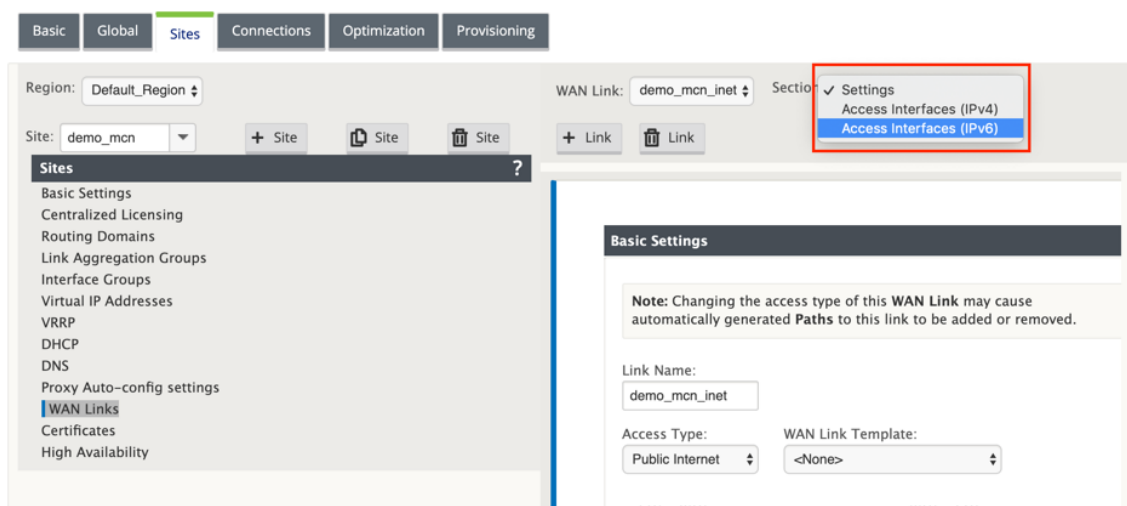 Basic Global Sites Connections Optimization Provisioning
Region: Default_Region
Site: demo_mcn + Site Site Site
Sites ?
Basic Settings
Centralized Licensing
Routing Domains
Link Aggregation Groups
Interface Groups
Virtual IP Addresses
VRRP
DHCP
DNS
Proxy Auto-config settings
WAN Links
Certificates
High Availability
WAN Link: demo_mcn_inet Section
✓ Settings
Access Interfaces (IPv4)
Access Interfaces (IPv6)
+ Link Link
Basic Settings
Note: Changing the access type of this WAN Link may cause
automatically generated Paths to this link to be added or removed.
Link Name:
demo_mcn_inet
Access Type: WAN Link Template:
Public Internet <None>